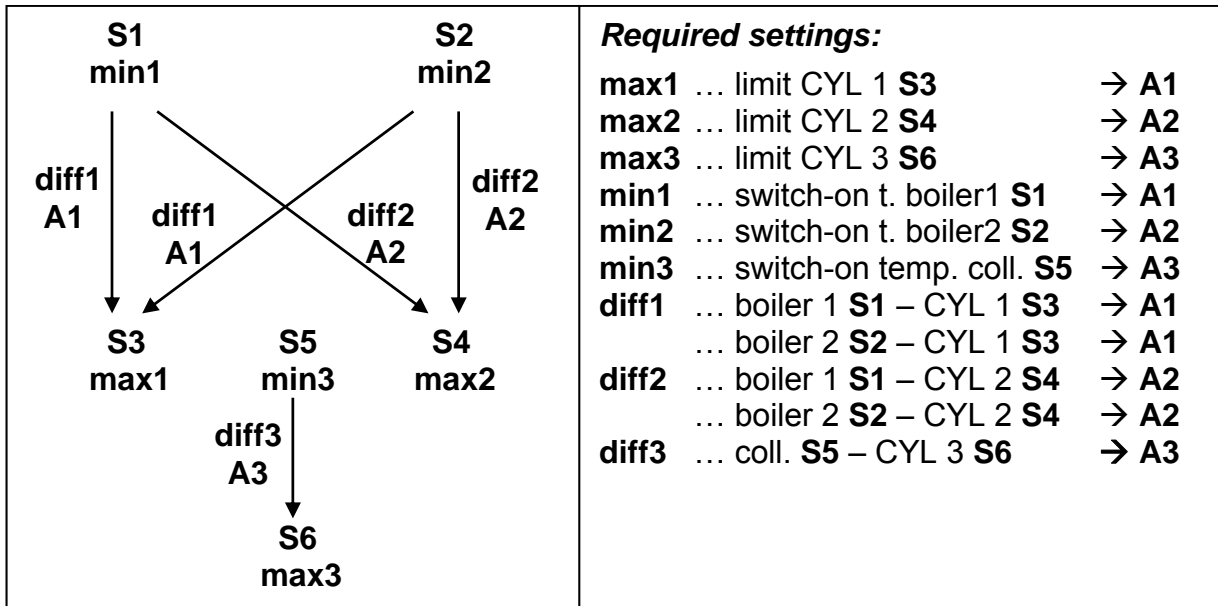 S1
min1
S2
min2
diff1
A1
diff1
A1
diff2
A2
diff2
A2
S3
max1
S5
min3
S4
max2
diff3
A3
S6
max3
Required settings:
max1 … limit CYL 1 S3 → A1
max2 … limit CYL 2 S4 → A2
max3 … limit CYL 3 S6 → A3
min1 … switch-on t. boiler1 S1 → A1
min2 … switch-on t. boiler2 S2 → A2
min3 … switch-on temp. coll. S5 → A3
diff1 … boiler 1 S1 – CYL 1 S3 → A1
… boiler 2 S2 – CYL 1 S3 → A1
diff2 … boiler 1 S1 – CYL 2 S4 → A2
… boiler 2 S2 – CYL 2 S4 → A2
diff3 … coll. S5 – CYL 3 S6 → A3